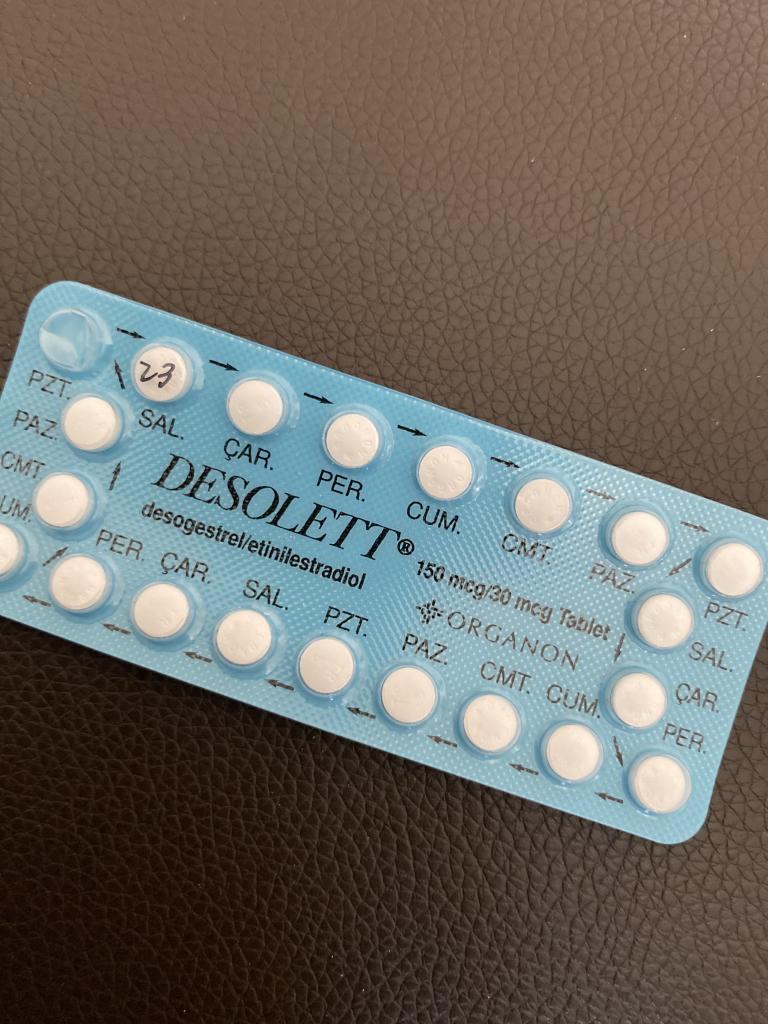 23
PZT.
SAL.
ÇAR.
PER.
CUM.
CMT.
PAZ.
PZT.
SAL.
ÇAR.
PER.
CUM.
CMT.
PAZ.
PZT.
SAL.
ÇAR.
PER.
UM.
CMT
PAZ.
DESOLETT®
desogestrel/etinilestradiol
150 mcg/30 mcg Tablet
ORGANON